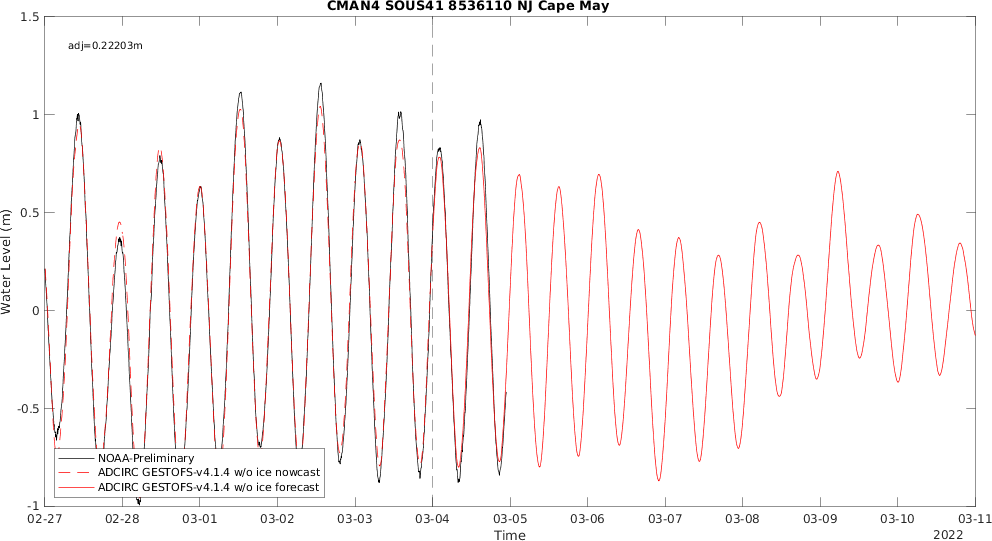 CMAN4 SOUS41 8536110 NJ Cape May
adj=0.22203m
Water Level (m)
1.5
1
0.5
0
-0.5
-1
NOAA-Preliminary
ADCIRC GESTOFS-v4.1.4 w/o ice nowcast
ADCIRC GESTOFS-v4.1.4 w/o ice forecast
02-27 02-28 03-01 03-02 03-03 03-04 03-05 03-06 03-07 03-08 03-09 03-10 03-11
Time
2022